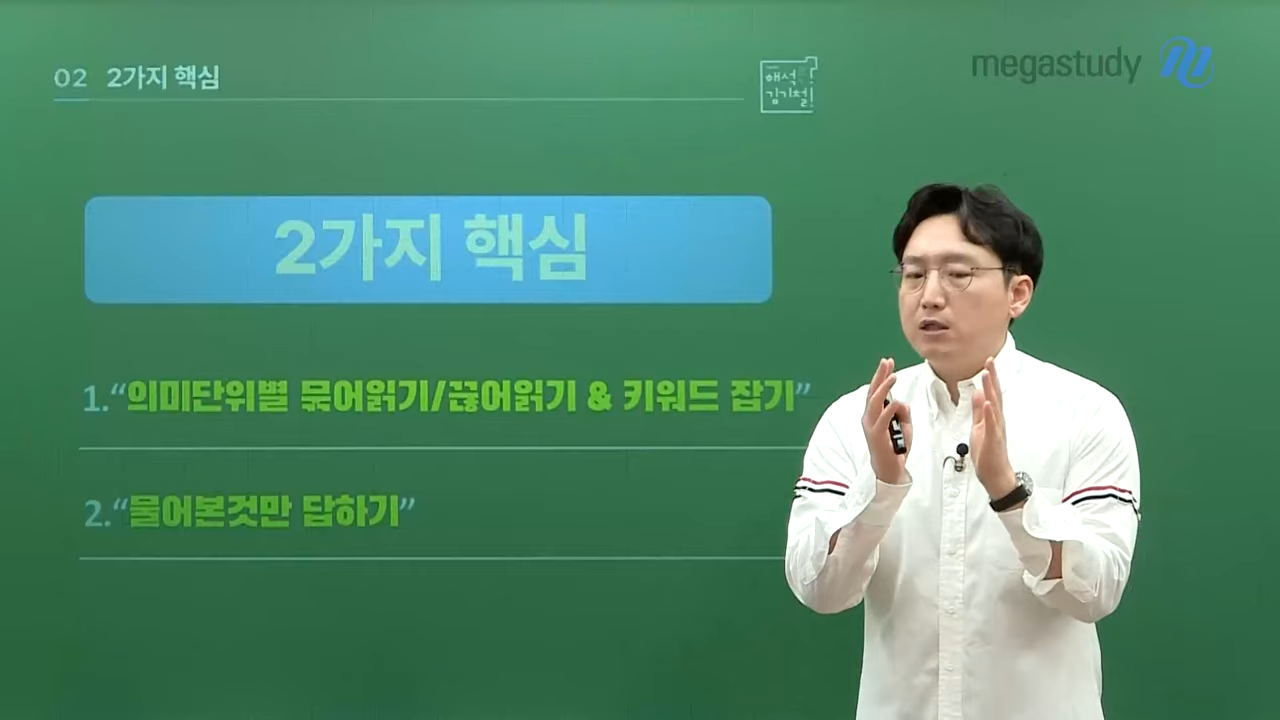 02 2가지 핵심
해석은?
김기철!
megastudy
2가지 핵심
1.“의미단위별 묶어읽기/끊어읽기 & 키워드 잡기”
2.“물어본것만 답하기”